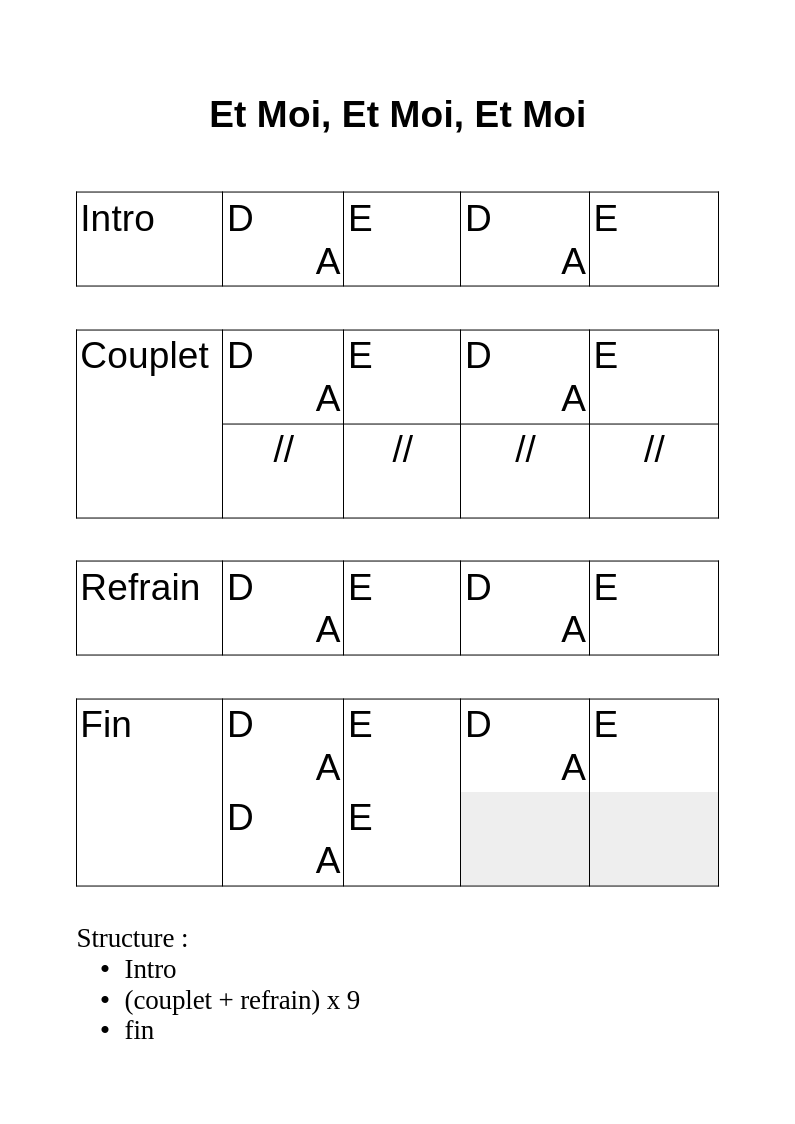 Et Moi, Et Moi, Et Moi
Intro D A E D A E
Couplet D A E D A E
// // // //
Refrain D A E D A E
Fin D A E D A E
D A E
Structure :
• Intro
• (couplet + refrain) x 9
• fin